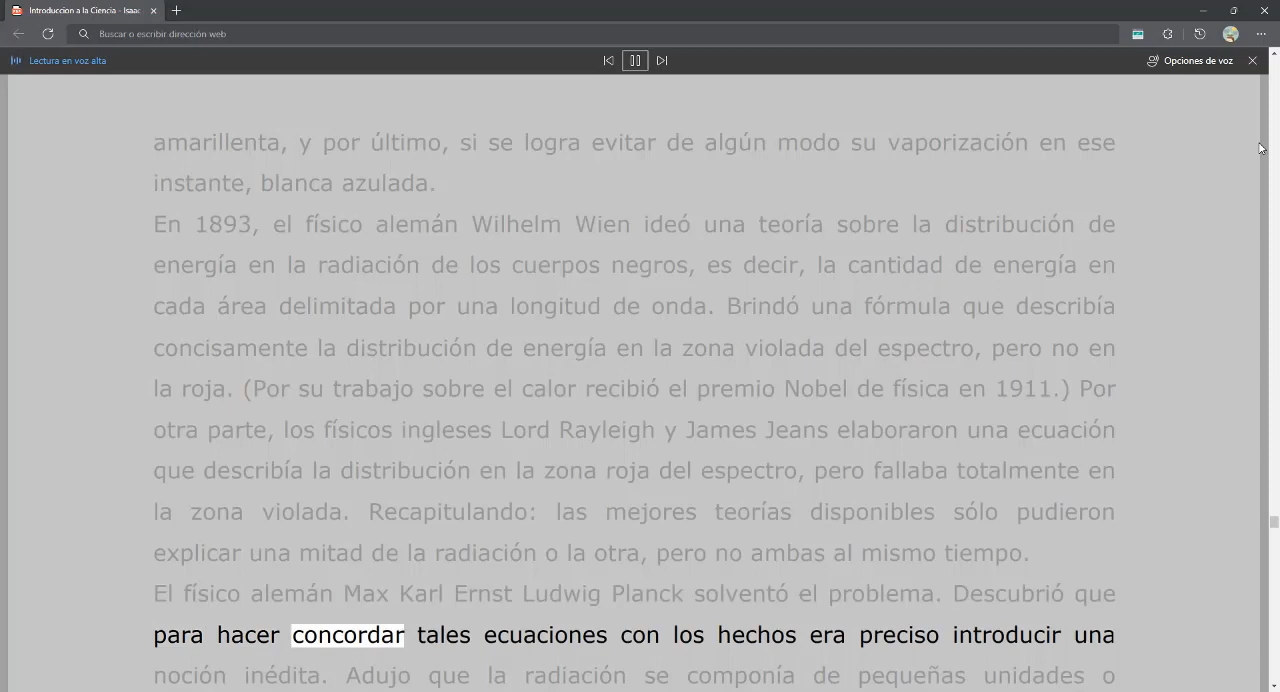 Introduccion a la Ciencia - Isaac
Buscar o escribir dirección web
Lectura en voz alta
Opciones de voz
amarillenta, y por último, si se logra evitar de algún modo su vaporización en ese
instante, blanca azulada.
En 1893, el físico alemán Wilhelm Wien ideó una teoría sobre la distribución de
energía en la radiación de los cuerpos negros, es decir, la cantidad de energía en
cada área delimitada por una longitud de onda. Brindó una fórmula que describía
concisamente la distribución de energía en la zona violada del espectro, pero no en
la roja. (Por su trabajo sobre el calor recibió el premio Nobel de física en 1911.) Por
otra parte, los físicos ingleses Lord Rayleigh y James Jeans elaboraron una ecuación
que describía la distribución en la zona roja del espectro, pero fallaba totalmente en
la zona violada. Recapitulando: las mejores teorías disponibles sólo pudieron
explicar una mitad de la radiación o la otra, pero no ambas al mismo tiempo.
El físico alemán Max Karl Ernst Ludwig Planck solventó el problema. Descubrió que
para hacer concordar tales ecuaciones con los hechos era preciso introducir una
noción inédita. Adujo que la radiación se componía de pequeñas unidades o